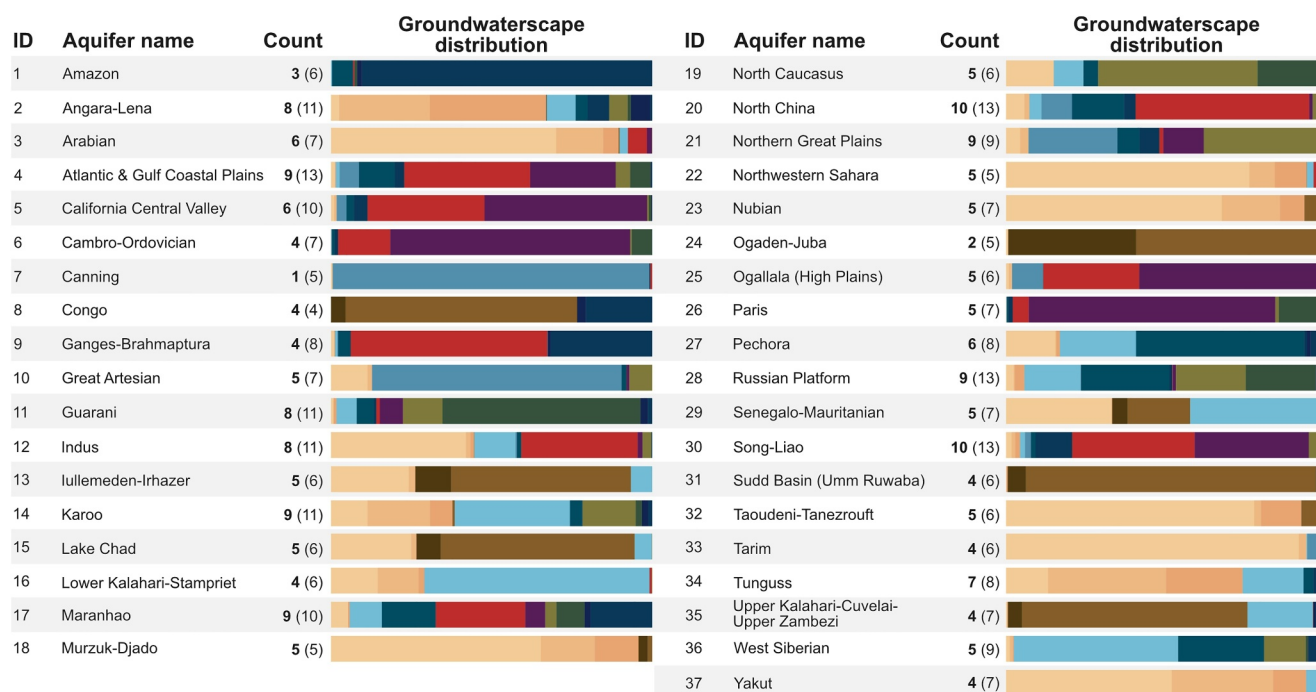 ID Aquifer name Count Groundwaterscape distribution
1 Amazon 3 (6)
2 Angara-Lena 8 (11)
3 Arabian 6 (7)
4 Atlantic & Gulf Coastal Plains 9 (13)
5 California Central Valley 6 (10)
6 Cambro-Ordovician 4 (7)
7 Canning 1 (5)
8 Congo 4 (4)
9 Ganges-Brahmaptura 4 (8)
10 Great Artesian 5 (7)
11 Guarani 8 (11)
12 Indus 8 (11)
13 Iullemeden-Irhazer 5 (6)
14 Karoo 9 (11)
15 Lake Chad 5 (6)
16 Lower Kalahari-Stampriet 4 (6)
17 Maranhao 9 (10)
18 Murzuk-Djado 5 (5)
ID Aquifer name Count Groundwaterscape distribution
19 North Caucasus 5 (6)
20 North China 10 (13)
21 Northern Great Plains 9 (9)
22 Northwestern Sahara 5 (5)
23 Nubian 5 (7)
24 Ogaden-Juba 2 (5)
25 Ogallala (High Plains) 5 (6)
26 Paris 5 (7)
27 Pechora 6 (8)
28 Russian Platform 9 (13)
29 Senegalo-Mauritanian 5 (7)
30 Song-Liao 10 (13)
31 Sudd Basin (Umm Ruwaba) 4 (6)
32 Taoudeni-Tanezrouft 5 (6)
33 Tarim 4 (6)
34 Tunguss 7 (8)
35 Upper Kalahari-Cuvelai-
Upper Zambezi 4 (7)
36 West Siberian 5 (9)
37 Yakut 4 (7)